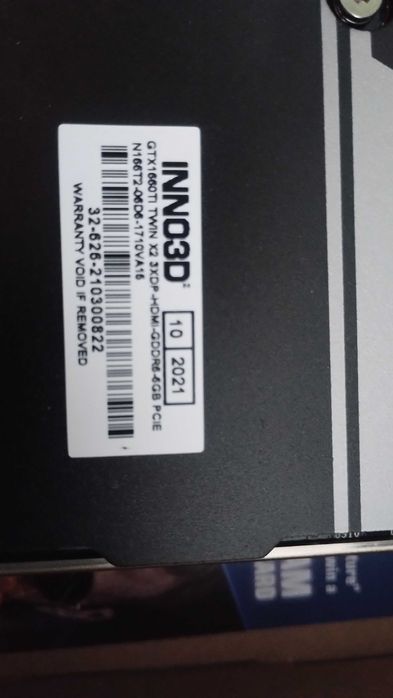 INNO3D²
10 2021
GTX1660TI TWIN X2 3XDP-HDMI-GDDR6-6GB PCIE
N166T2-06D6-1710VA15
32-626-210300822
WARRANTY VOID IF REMOVED